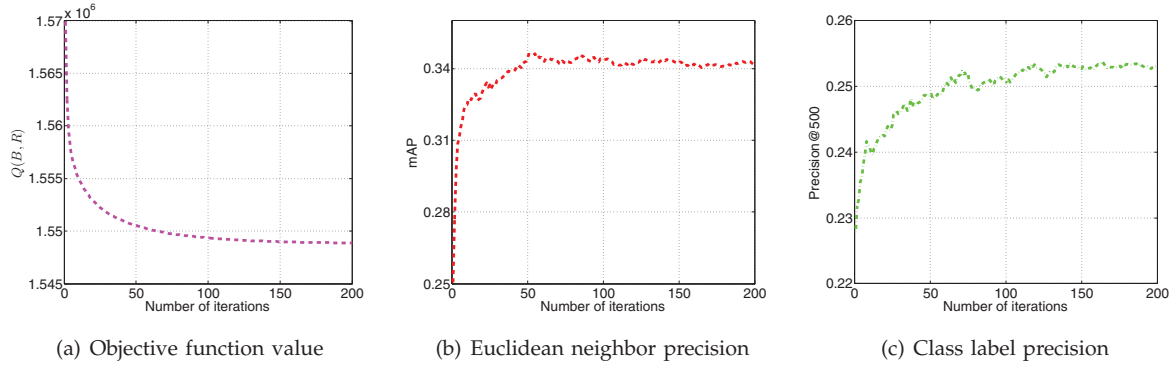 1.57 x 10^6
1.565
1.56
1.555
1.55
1.545
Q(B, R)
0 50 100 150 200
Number of iterations
(a) Objective function value
0.34
0.31
0.28
0.25
mAP
0 50 100 150 200
Number of iterations
(b) Euclidean neighbor precision
0.26
0.25
0.24
0.23
0.22
Precision@500
0 50 100 150 200
Number of iterations
(c) Class label precision